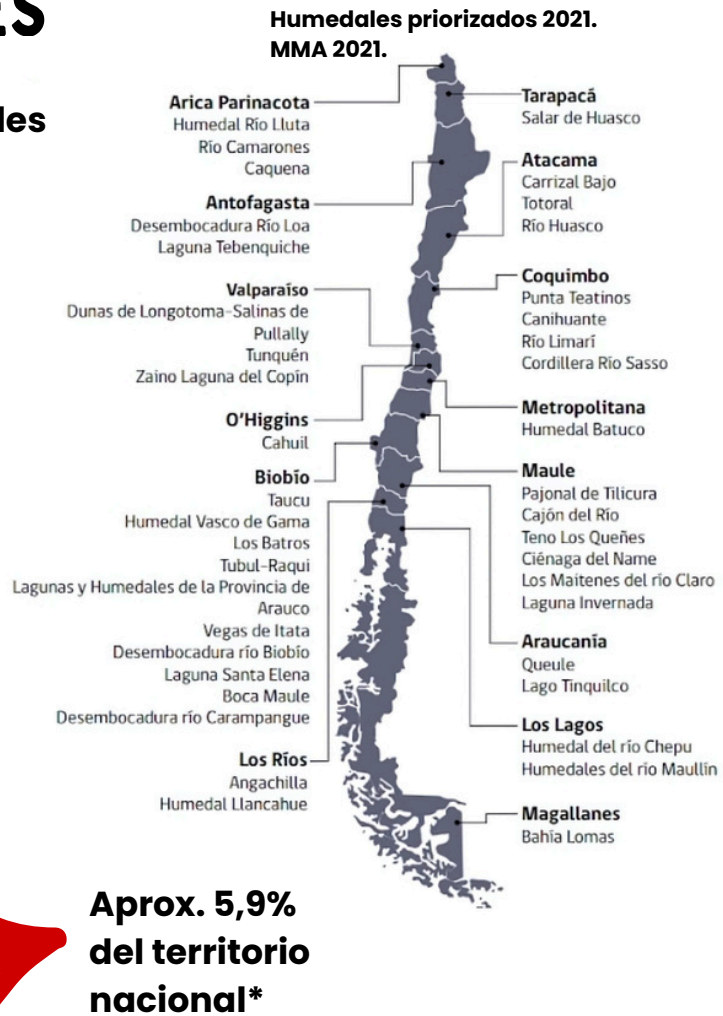 ES
Humedales priorizados 2021.
MMA 2021.
les
Arica Parinacota
Humedal Río Lluta
Río Camarones
Caquena
Antofagasta
Desembocadura Río Loa
Laguna Tebenquiche
Valparaíso
Dunas de Longotoma-Salinas de
Pullally
Tunquén
Zaino Laguna del Copín
O'Higgins
Cahuil
Biobío
Taucu
Humedal Vasco de Gama
Los Batros
Tubul-Raqui
Lagunas y Humedales de la Provincia de
Arauco
Vegas de Itata
Desembocadura río Biobío
Laguna Santa Elena
Boca Maule
Desembocadura río Carampangue
Los Ríos
Angachilla
Humedal Llancahue
Tarapacá
Salar de Huasco
Atacama
Carrizal Bajo
Totoral
Río Huasco
Coquimbo
Punta Teatinos
Canihuante
Río Limarí
Cordillera Río Sasso
Metropolitana
Humedal Batuco
Maule
Pajonal de Tilicura
Cajón del Río
Teno Los Queñes
Ciénaga del Name
Los Maitenes del río Claro
Laguna Invernada
Araucanía
Queule
Lago Tinquilco
Los Lagos
Humedal del río Chepu
Humedales del río Maullín
Magallanes
Bahía Lomas
Aprox. 5,9%
del territorio
nacional*